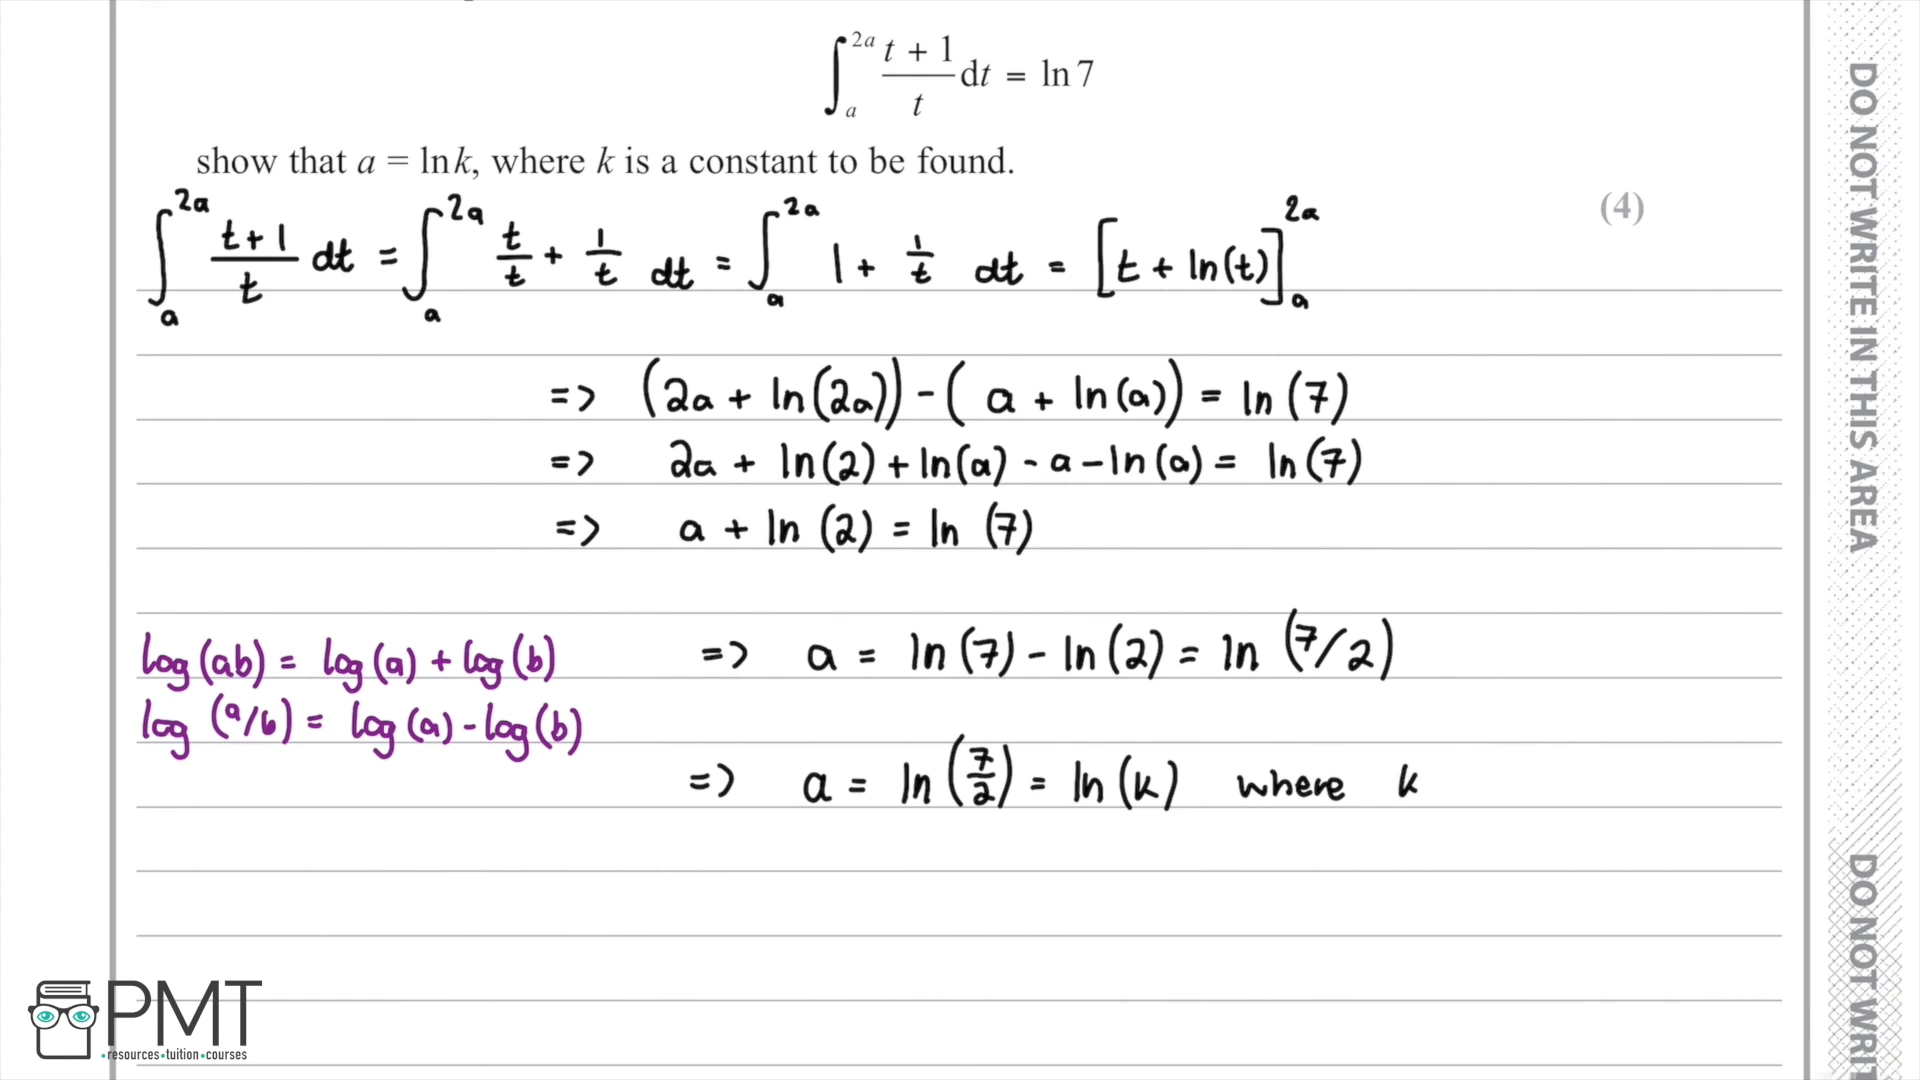 ∫_a^{2a} (t + 1)/t dt = ln 7
show that a = ln k, where k is a constant to be found.
(4)
∫_a^{2a} (t+1)/t dt = ∫_a^{2a} t/t + 1/t dt = ∫_a^{2a} 1 + 1/t dt = [t + ln(t)]_a^{2a}
=> (2a + ln(2a)) - (a + ln(a)) = ln(7)
=> 2a + ln(2) + ln(a) - a - ln(a) = ln(7)
=> a + ln(2) = ln(7)
log(ab) = log(a) + log(b)
log(a/b) = log(a) - log(b)
=> a = ln(7) - ln(2) = ln(7/2)
=> a = ln(7/2) = ln(k) where k
DO NOT WRITE IN THIS AREA
DO NOT WRIT
PMT
resources•tuition•courses